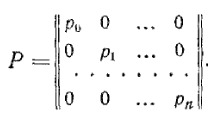 p₀ 0 ... 0
0 p₁ ... 0
P = . . . . . . . .
0 0 ... pₙ .